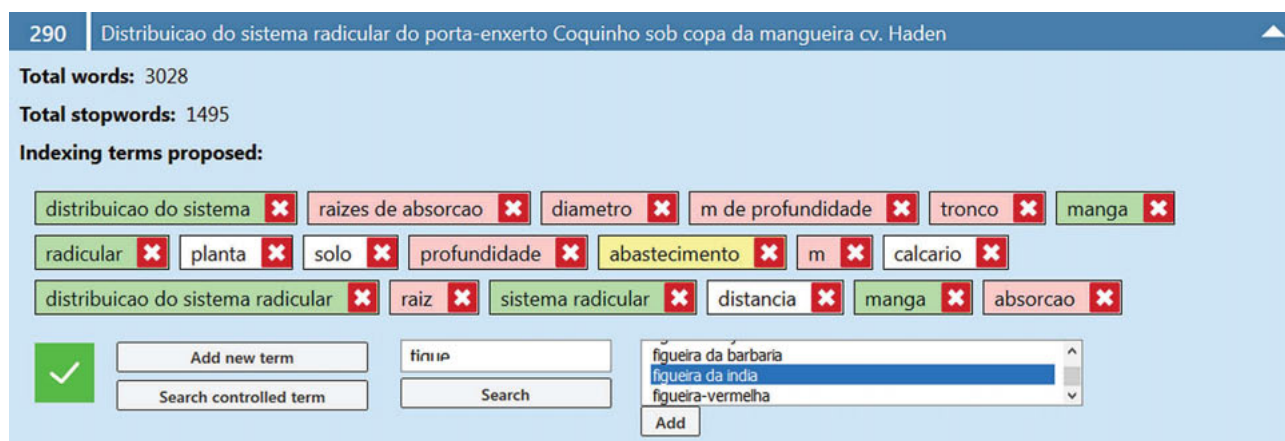 290 Distribuicao do sistema radicular do porta-enxerto Coquinho sob copa da mangueira cv. Haden
Total words: 3028
Total stopwords: 1495
Indexing terms proposed:
distribuicao do sistema raizes de absorcao diametro m de profundidade tronco manga
radicular planta solo profundidade abastecimento m calcario
distribuicao do sistema radicular raiz sistema radicular distancia manga absorcao
Add new term
Search controlled term
figue
Search
figueira da barbaria
figueira da india
figueira-vermelha
Add